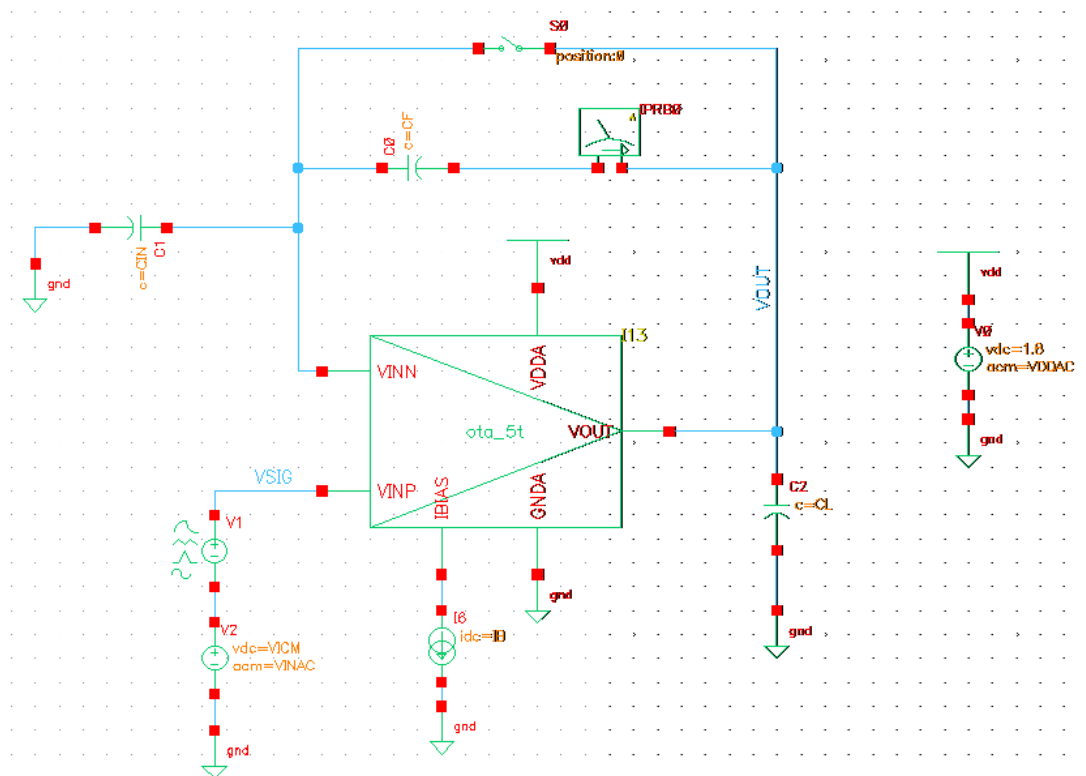 S0
position:0
IPRB0
C0
c=CF
C1
c=CIN
gnd
vdd
I13
VINN
VDDA
VOUT
ota_5t
VOUT
vdd
V0
vdc=1.8
acm=VDDAC
gnd
VSIG
VINP
IBIAS
GNDA
C2
c=CL
V1
gnd
I6
idc=IB
gnd
V2
vdc=VICM
acm=VINAC
gnd
gnd